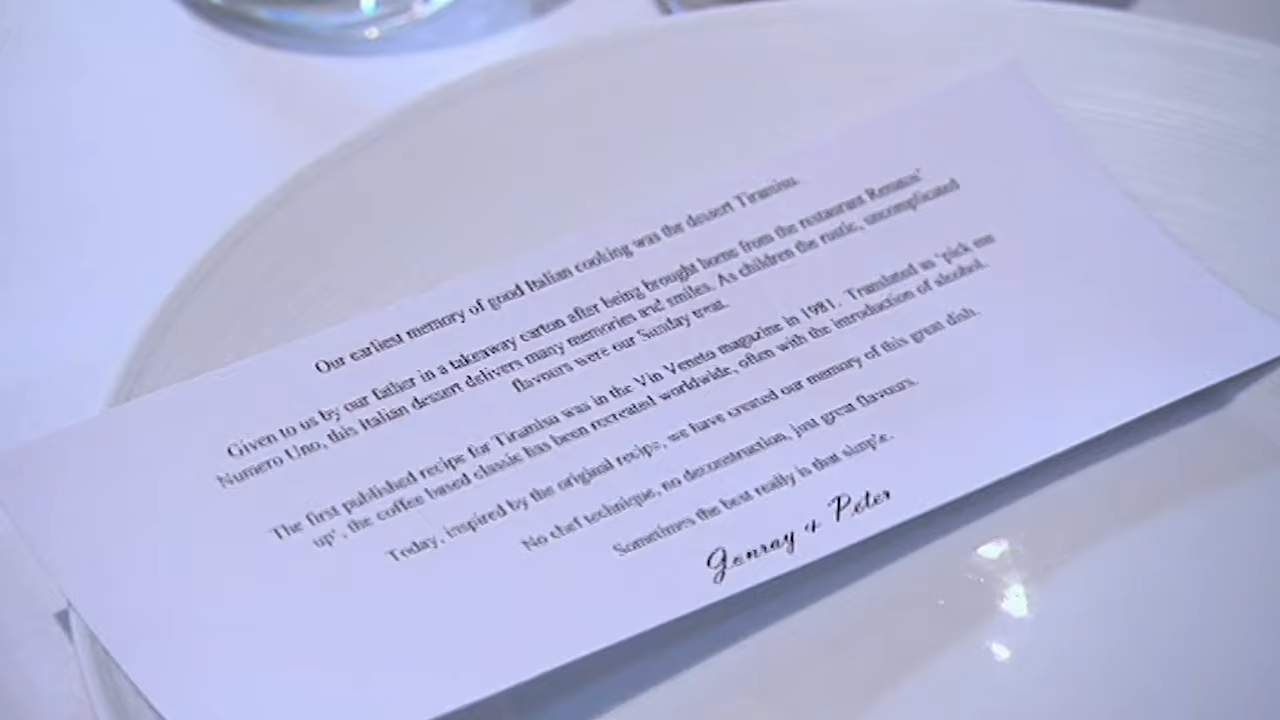 Our earliest memory of good Italian cooking was the dessert Tiramisu.
Given to us by our father in a takeaway carton after being brought home from the restaurant Renatas'
Numero Uno, this Italian dessert delivers many memories and smiles. As children the rustic, uncomplicated
flavours were our Sunday treat.
The first published recipe for Tiramisu was in the Vin Veneto magazine in 1981. Translated as 'pick me
up', the coffee based classic has been recreated worldwide, often with the introduction of alcohol.
Today, inspired by the original recipe, we have created our memory of this great dish.
No chef technique, no deconstruction, just great flavours.
Sometimes the best really is that simple.
Gonray & Peter